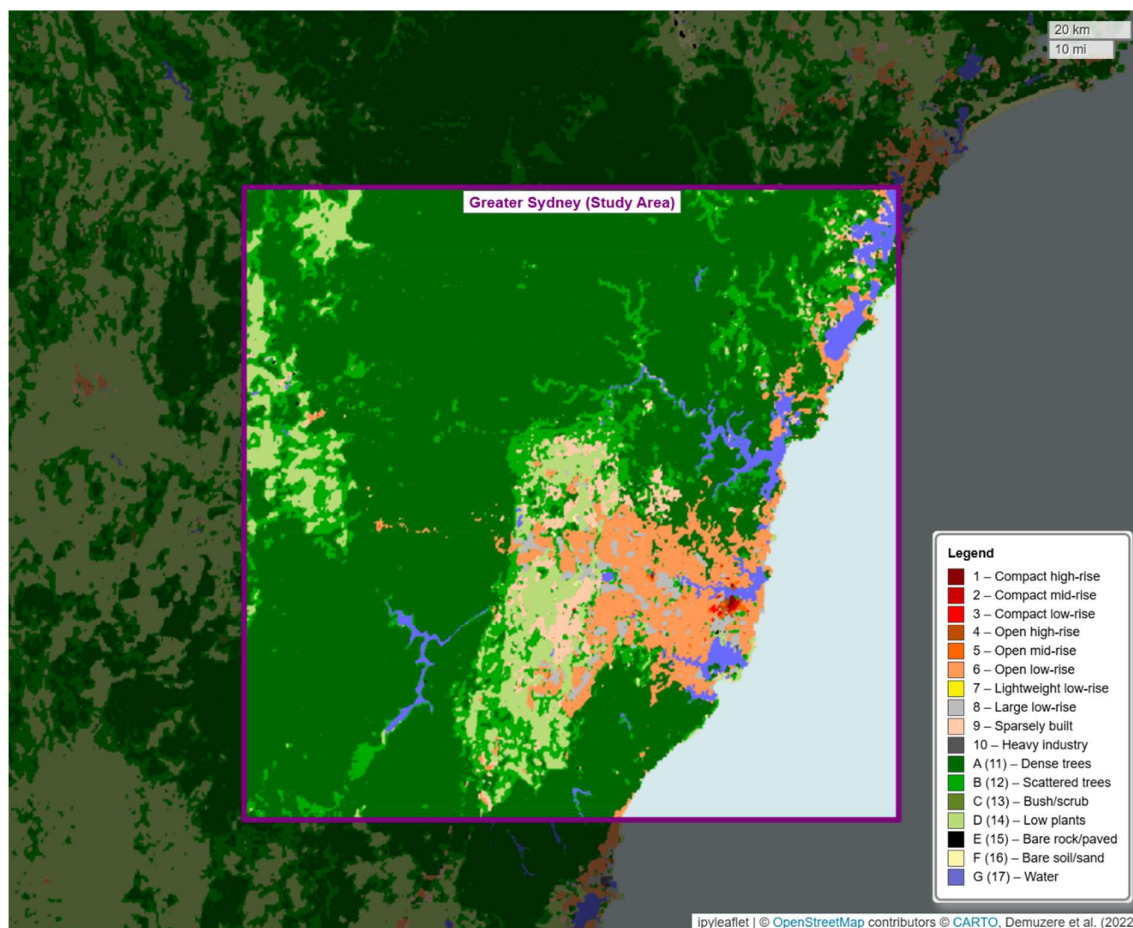 20 km
10 mi
Greater Sydney (Study Area)
Legend
1 – Compact high-rise
2 – Compact mid-rise
3 – Compact low-rise
4 – Open high-rise
5 – Open mid-rise
6 – Open low-rise
7 – Lightweight low-rise
8 – Large low-rise
9 – Sparsely built
10 – Heavy industry
A (11) – Dense trees
B (12) – Scattered trees
C (13) – Bush/scrub
D (14) – Low plants
E (15) – Bare rock/paved
F (16) – Bare soil/sand
G (17) – Water
ipyleaflet | © OpenStreetMap contributors © CARTO, Demuzere et al. (2022